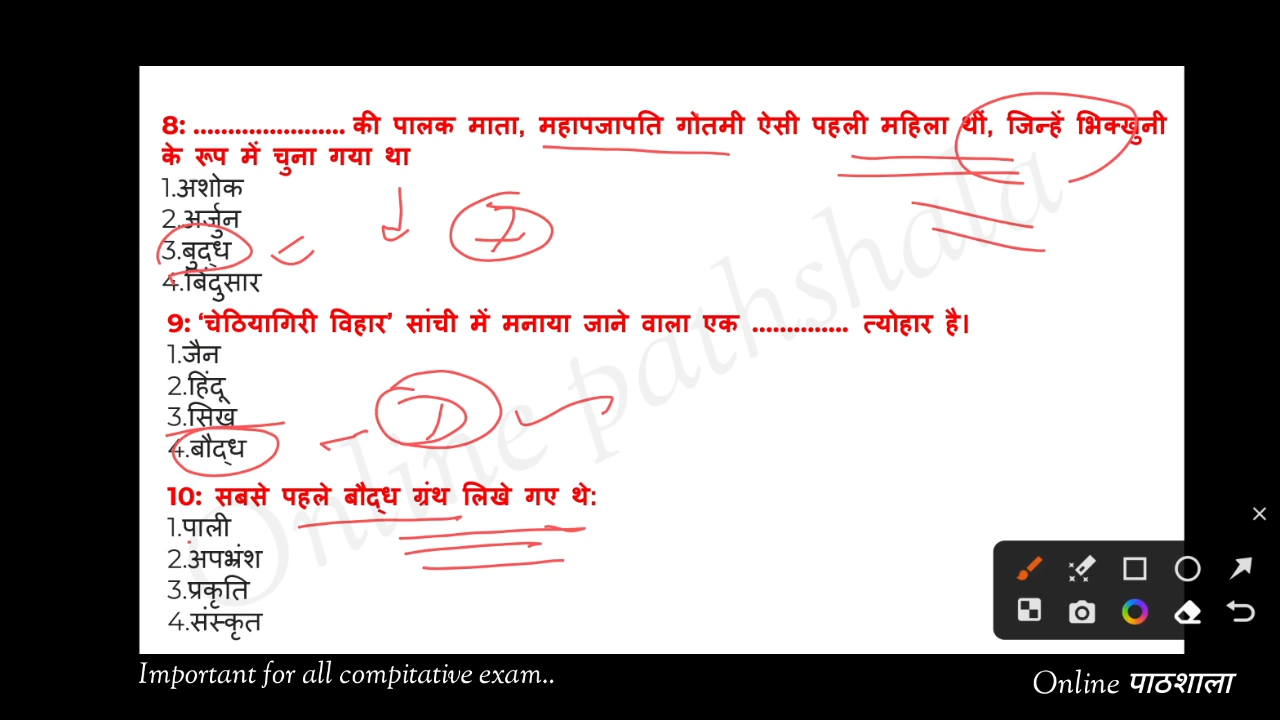 8: ...................... की पालक माता, महापजापति गोतमी ऐसी पहली महिला थीं, जिन्हें भिक्खुनी
के रूप में चुना गया था
1.अशोक
2.अर्जुन
3.बुद्ध
4.बिंदुसार
9: ‘चेठियागिरी विहार’ सांची में मनाया जाने वाला एक .............. त्योहार है।
1.जैन
2.हिंदू
3.सिख
4.बौद्ध
10: सबसे पहले बौद्ध ग्रंथ लिखे गए थे:
1.पाली
2.अपभ्रंश
3.प्रकृति
4.संस्कृत
Online pathshala
Important for all compitative exam..
Online पाठशाला